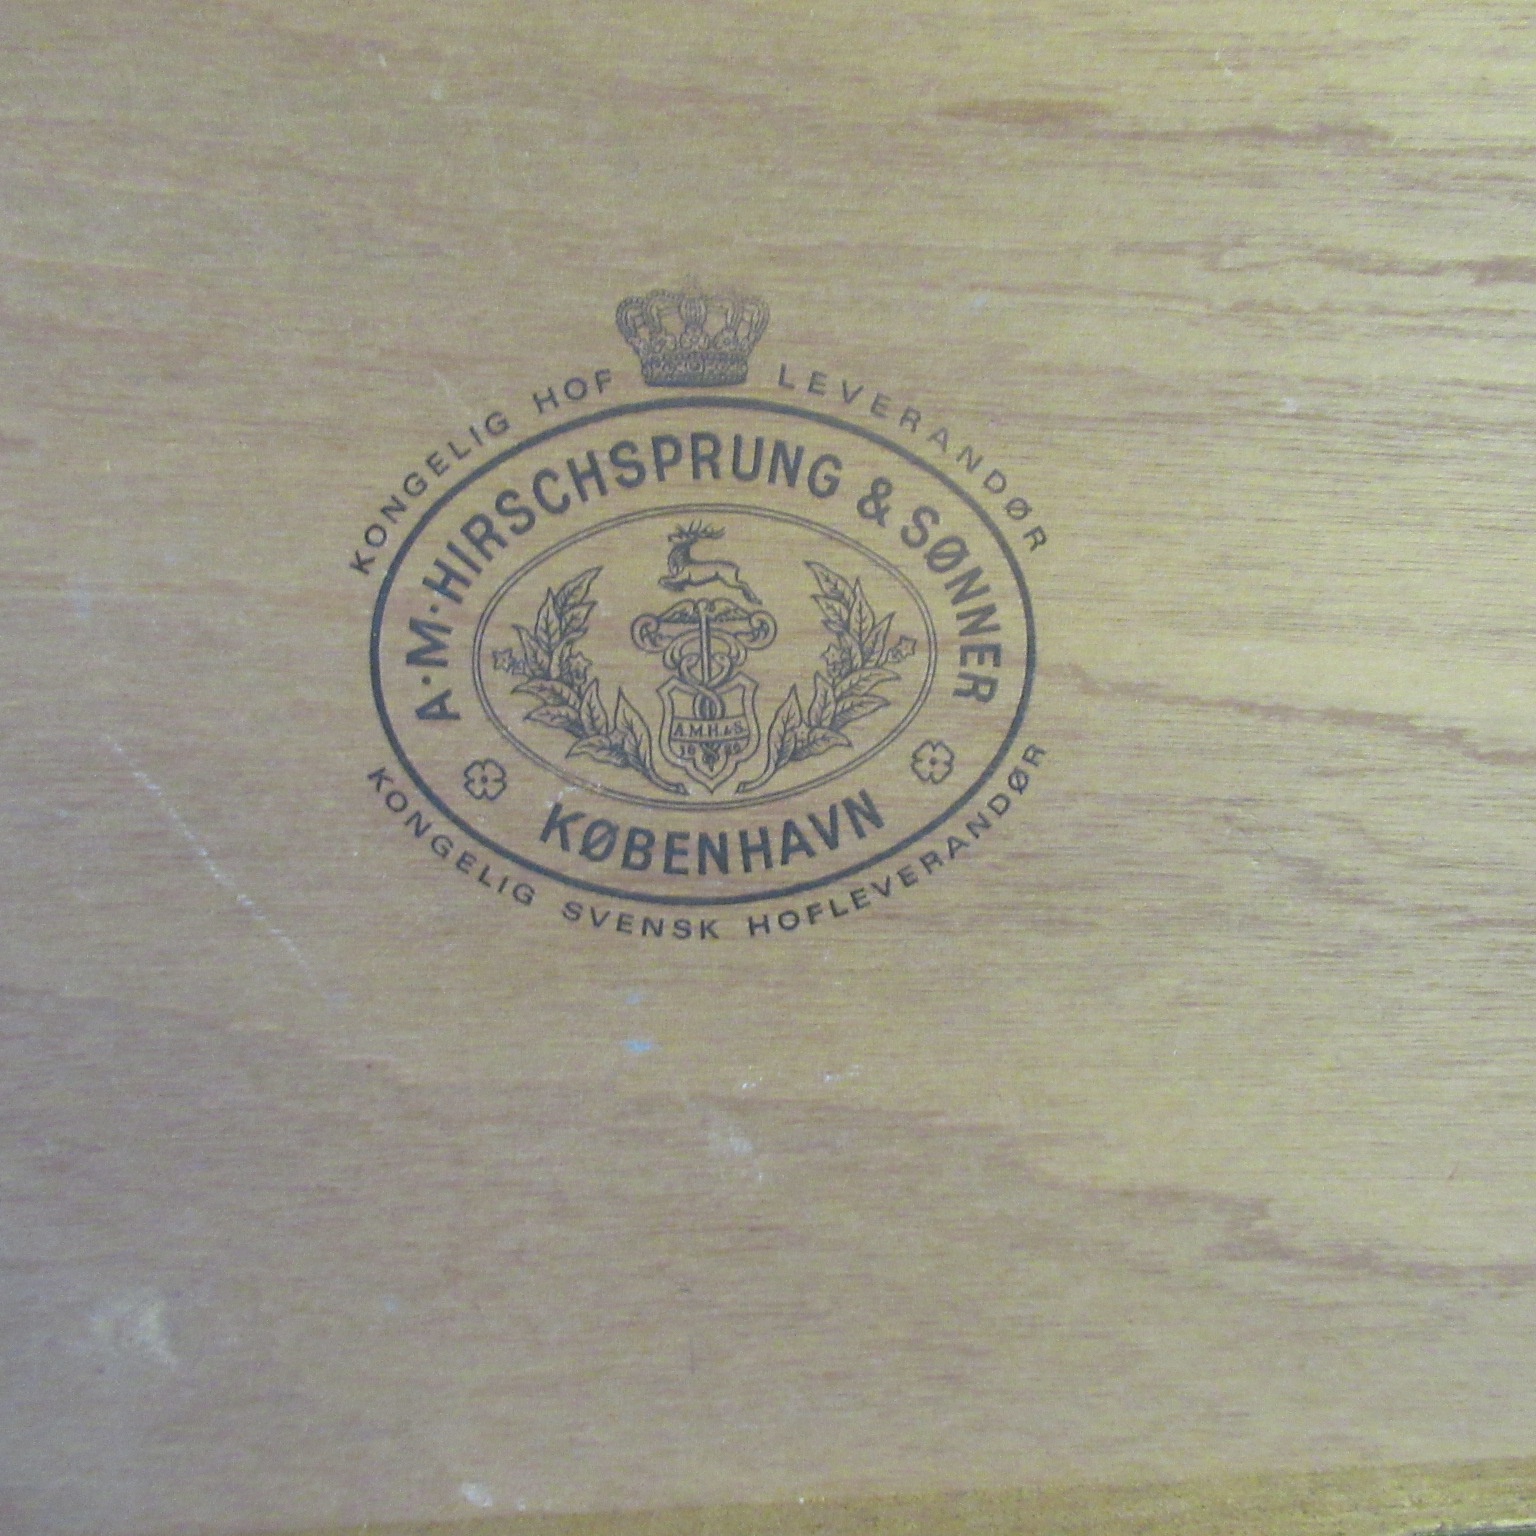 KONGELIG HOF LEVERANDØR
A·M·HIRSCHSPRUNG & SØNNER
A.M.H.&S.
KØBENHAVN
KONGELIG SVENSK HOFLEVERANDØR